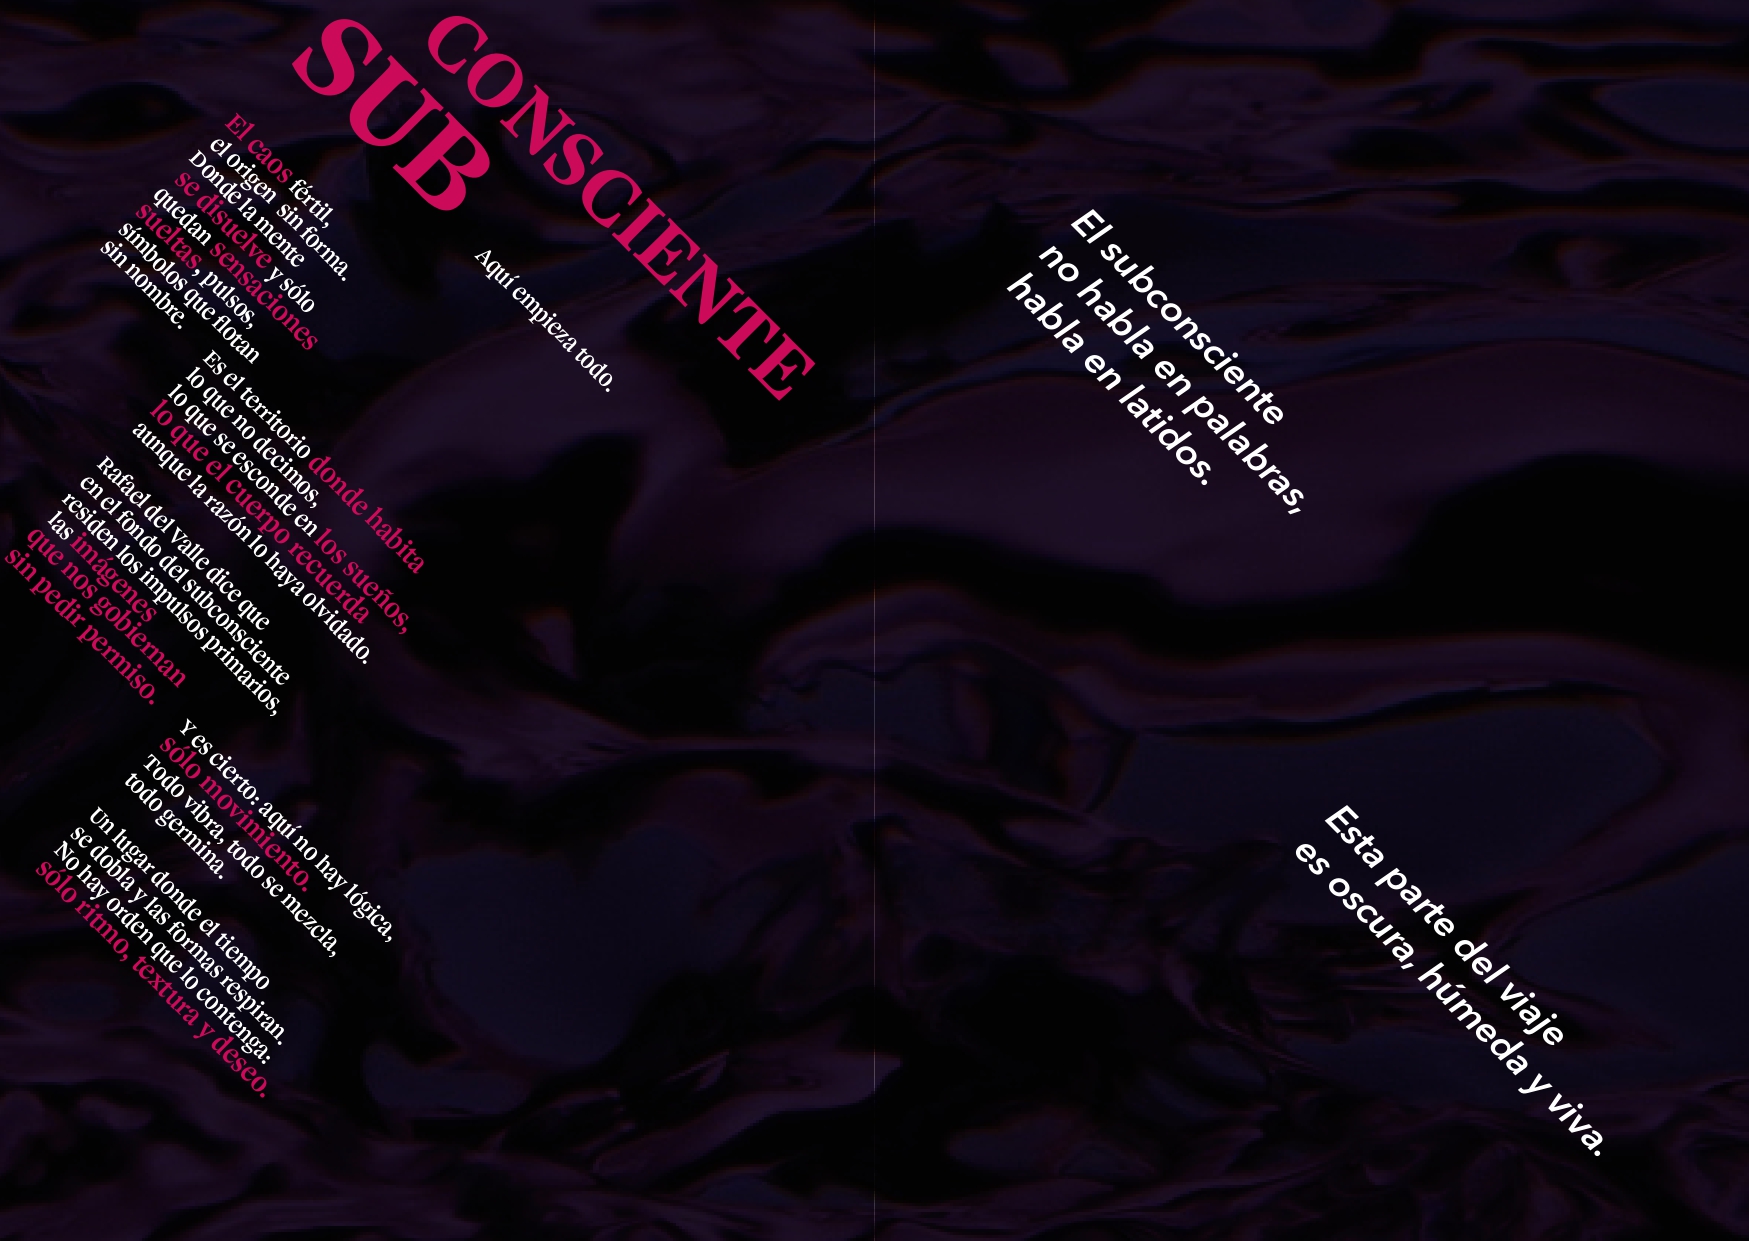 SUB
CONSCIENTE
Aquí empieza todo.
El caos fértil,
el origen sin forma.
Donde la mente
se disuelve y sólo
quedan sensaciones
sueltas, pulsos,
símbolos que flotan
sin nombre.
Es el territorio donde habita
lo que no decimos,
lo que se esconde en los sueños,
lo que el cuerpo recuerda
aunque la razón lo haya olvidado.
Rafael del Valle dice que
en el fondo del subconsciente
residen los impulsos primarios,
las imágenes
que nos gobiernan
sin pedir permiso.
Y es cierto: aquí no hay lógica,
sólo movimiento.
Todo vibra, todo se mezcla,
todo germina.
Un lugar donde el tiempo
se dobla y las formas respiran.
No hay orden que lo contenga:
sólo ritmo, textura y deseo.
El subconsciente
no habla en palabras,
habla en latidos.
Esta parte del viaje
es oscura, húmeda y viva.